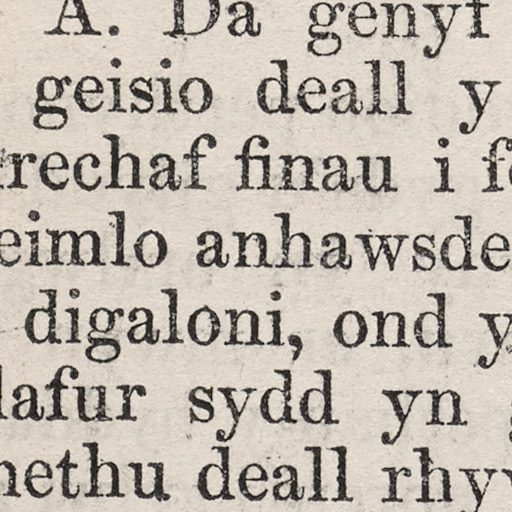 A. Da genyf
geisio deall y
rechaf finau i f
eimlo anhawsde
digaloni, ond y
lafur sydd yn
nethu deall rhy